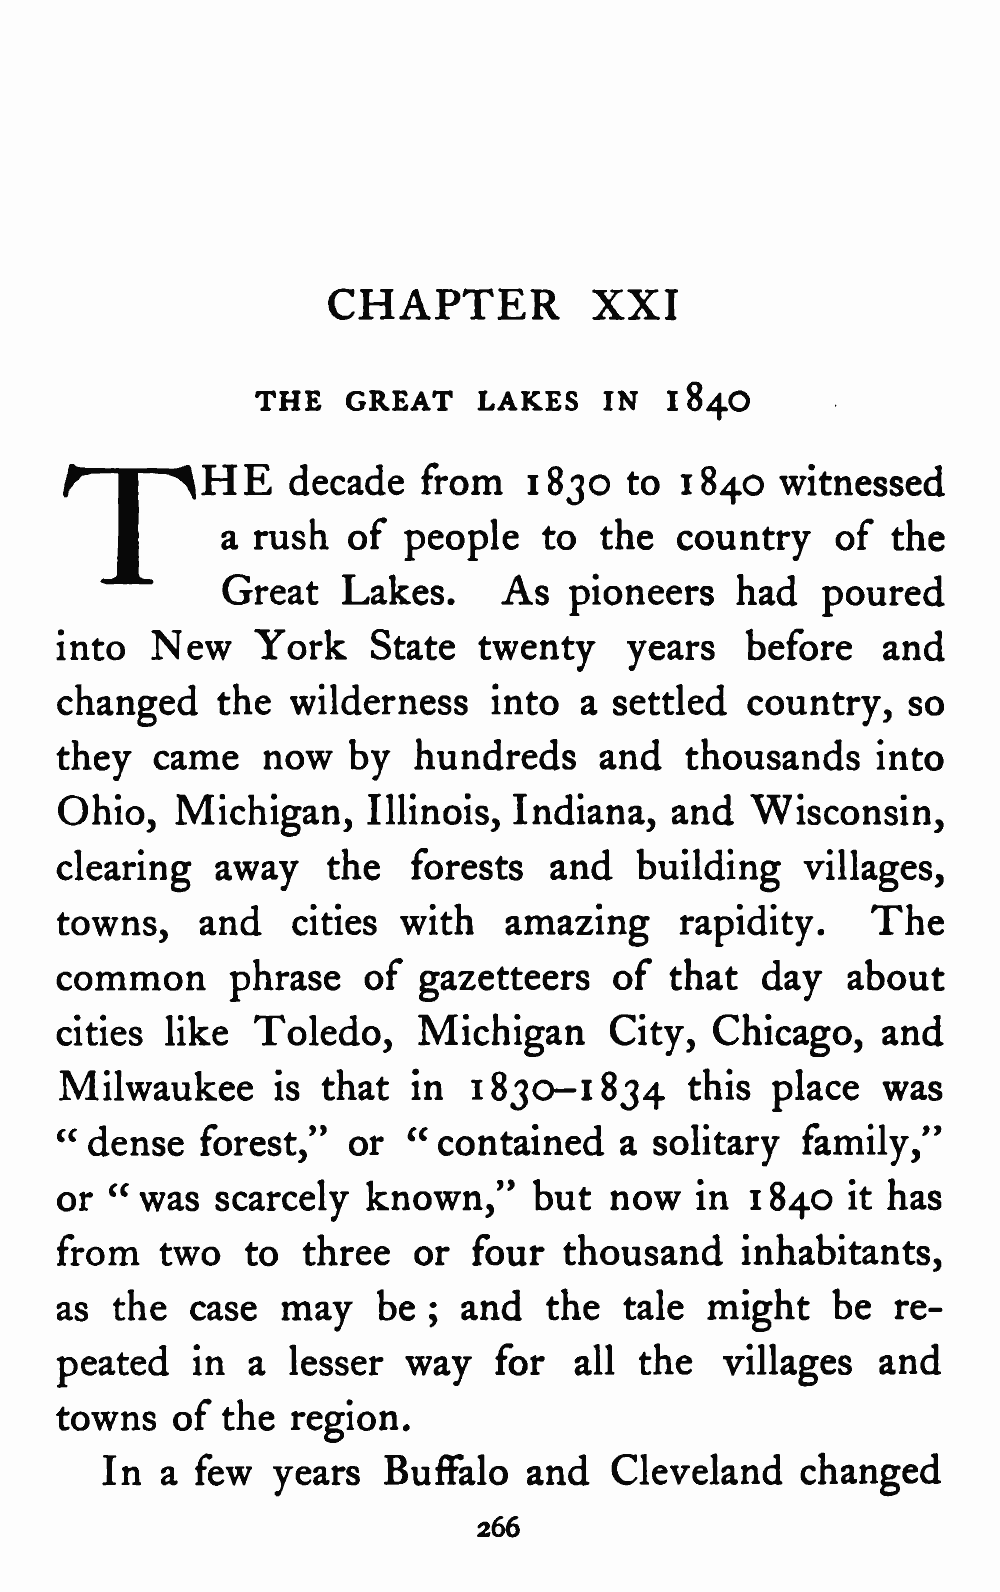 CHAPTER XXI
THE GREAT LAKES IN 1840
THE decade from 1830 to 1840 witnessed
a rush of people to the country of the
Great Lakes. As pioneers had poured
into New York State twenty years before and
changed the wilderness into a settled country, so
they came now by hundreds and thousands into
Ohio, Michigan, Illinois, Indiana, and Wisconsin,
clearing away the forests and building villages,
towns, and cities with amazing rapidity. The
common phrase of gazetteers of that day about
cities like Toledo, Michigan City, Chicago, and
Milwaukee is that in 1830–1834 this place was
“ dense forest,” or “ contained a solitary family,”
or “ was scarcely known,” but now in 1840 it has
from two to three or four thousand inhabitants,
as the case may be ; and the tale might be re-
peated in a lesser way for all the villages and
towns of the region.
In a few years Buffalo and Cleveland changed
266